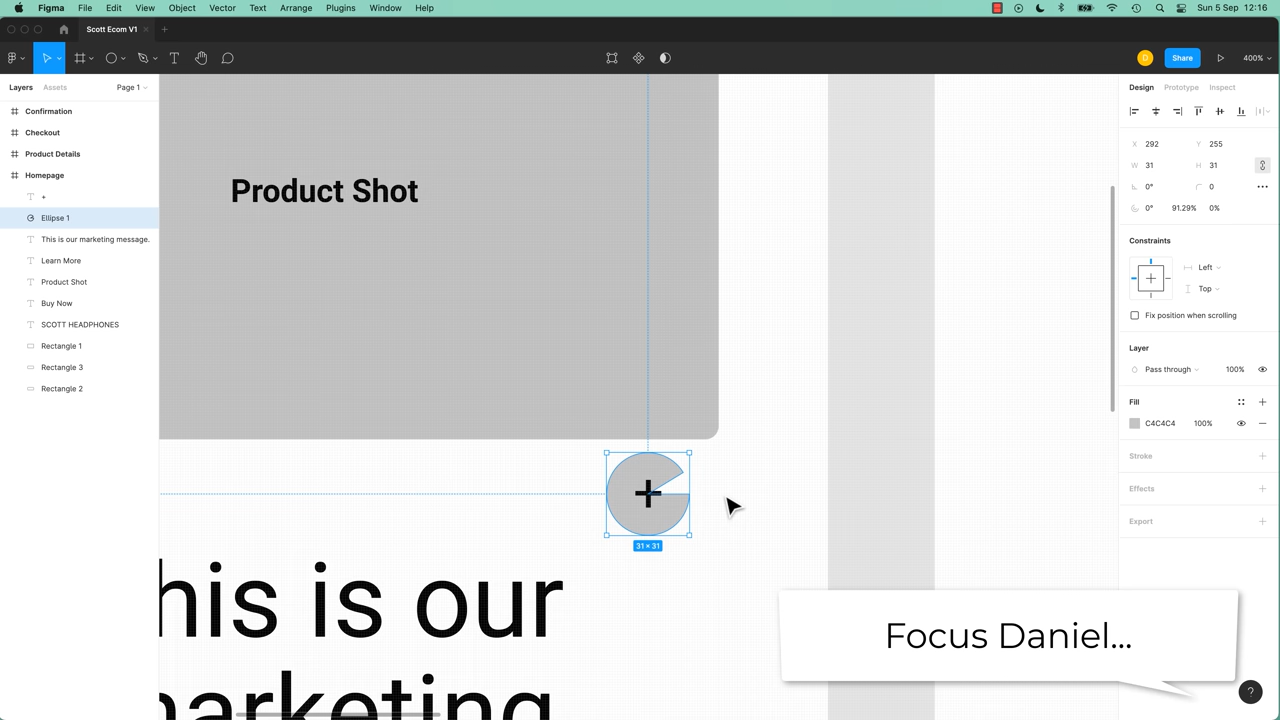 Figma File Edit View Object Vector Text Arrange Plugins Window Help Sun 5 Sep 12:16
Scott Ecom V1
D Share 400%
Layers Assets Page 1
Confirmation
Checkout
Product Details
Homepage
+
Ellipse 1
This is our marketing message.
Learn More
Product Shot
Buy Now
SCOTT HEADPHONES
Rectangle 1
Rectangle 3
Rectangle 2
Product Shot
+
31 × 31
his is our
marketing
Design Prototype Inspect
X 292 Y 255
W 31 H 31
0° 0
0° 91.29% 0%
Constraints
Left
Top
Fix position when scrolling
Layer
Pass through 100%
Fill
C4C4C4 100%
Stroke
Effects
Export
Focus Daniel...
?